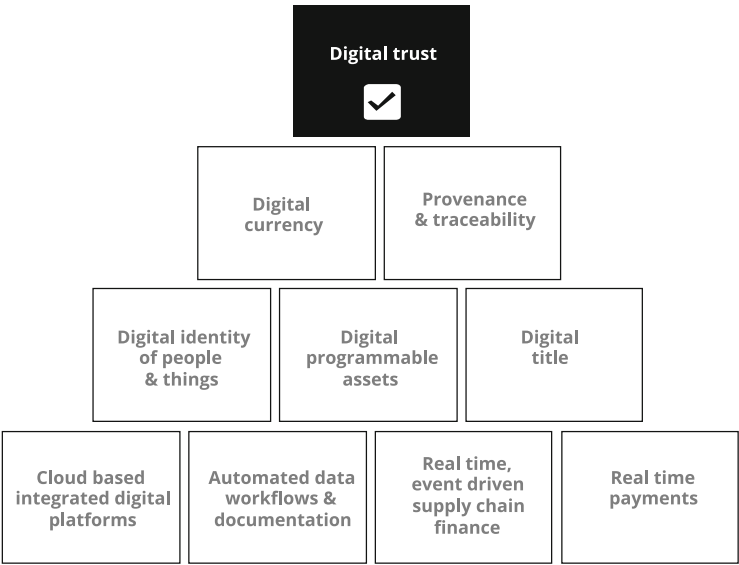 Digital trust
Digital
currency
Provenance
& traceability
Digital identity
of people
& things
Digital
programmable
assets
Digital
title
Cloud based
integrated digital
platforms
Automated data
workflows &
documentation
Real time,
event driven
supply chain
finance
Real time
payments